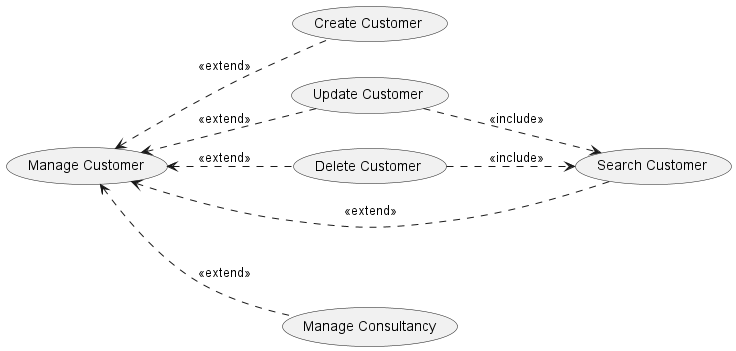 Create Customer
«extend»
Update Customer
«extend»
«include»
Manage Customer
«extend»
Delete Customer
«include»
Search Customer
«extend»
«extend»
Manage Consultancy